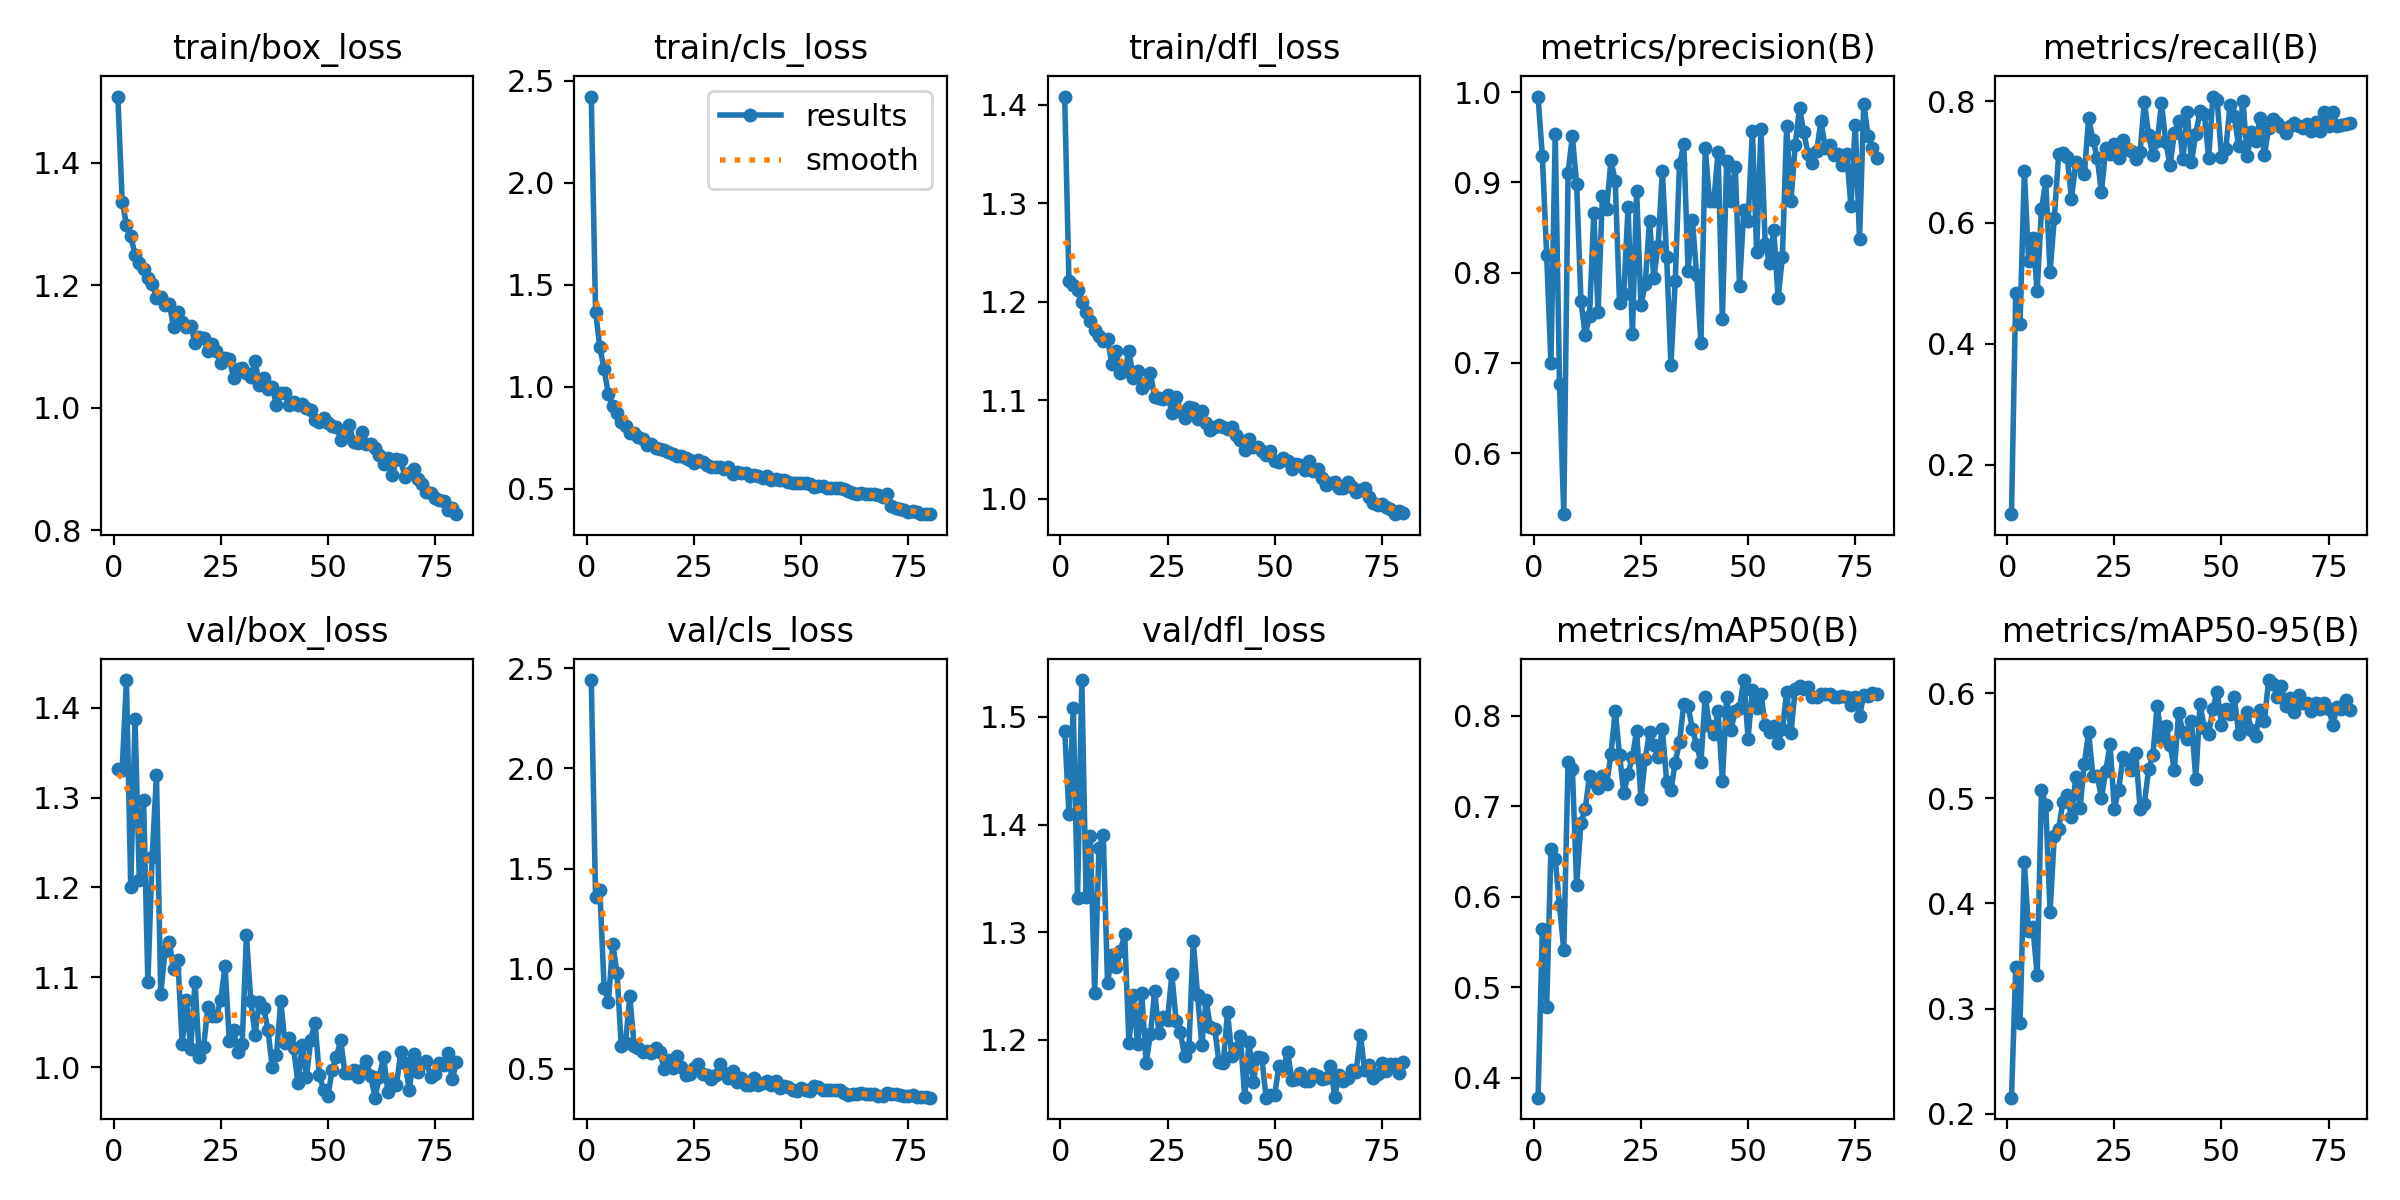 train/box_loss
1.4
1.2
1.0
0.8
0 25 50 75
train/cls_loss
results
smooth
2.5
2.0
1.5
1.0
0.5
0 25 50 75
train/dfl_loss
1.4
1.3
1.2
1.1
1.0
0 25 50 75
metrics/precision(B)
1.0
0.9
0.8
0.7
0.6
0 25 50 75
metrics/recall(B)
0.8
0.6
0.4
0.2
0 25 50 75
val/box_loss
1.4
1.3
1.2
1.1
1.0
0 25 50 75
val/cls_loss
2.5
2.0
1.5
1.0
0.5
0 25 50 75
val/dfl_loss
1.5
1.4
1.3
1.2
0 25 50 75
metrics/mAP50(B)
0.8
0.7
0.6
0.5
0.4
0 25 50 75
metrics/mAP50-95(B)
0.6
0.5
0.4
0.3
0.2
0 25 50 75